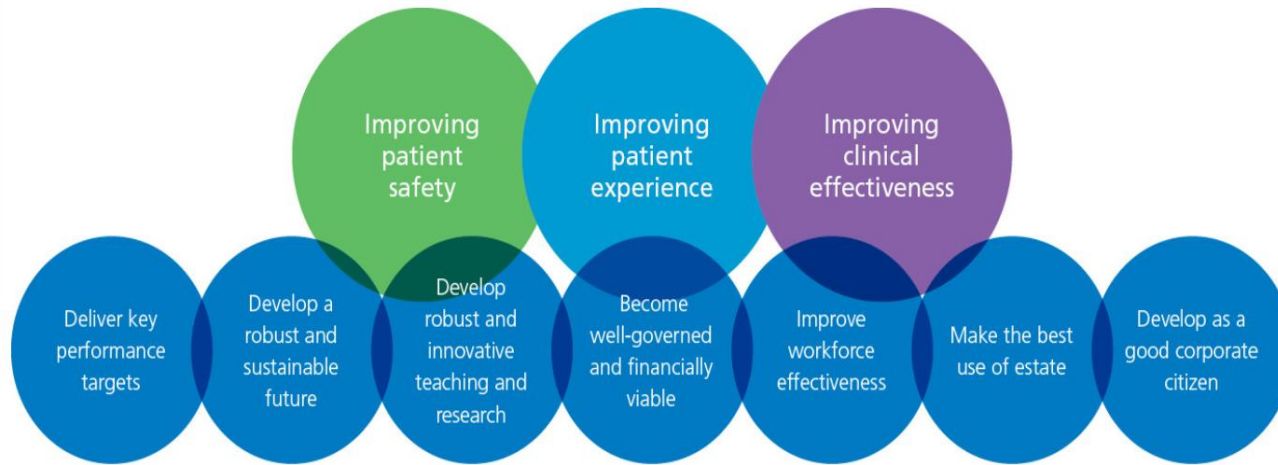 Improving
patient
safety
Improving
patient
experience
Improving
clinical
effectiveness
Deliver key
performance
targets
Develop a
robust and
sustainable
future
Develop
robust and
innovative
teaching and
research
Become
well-governed
and financially
viable
Improve
workforce
effectiveness
Make the best
use of estate
Develop as a
good corporate
citizen